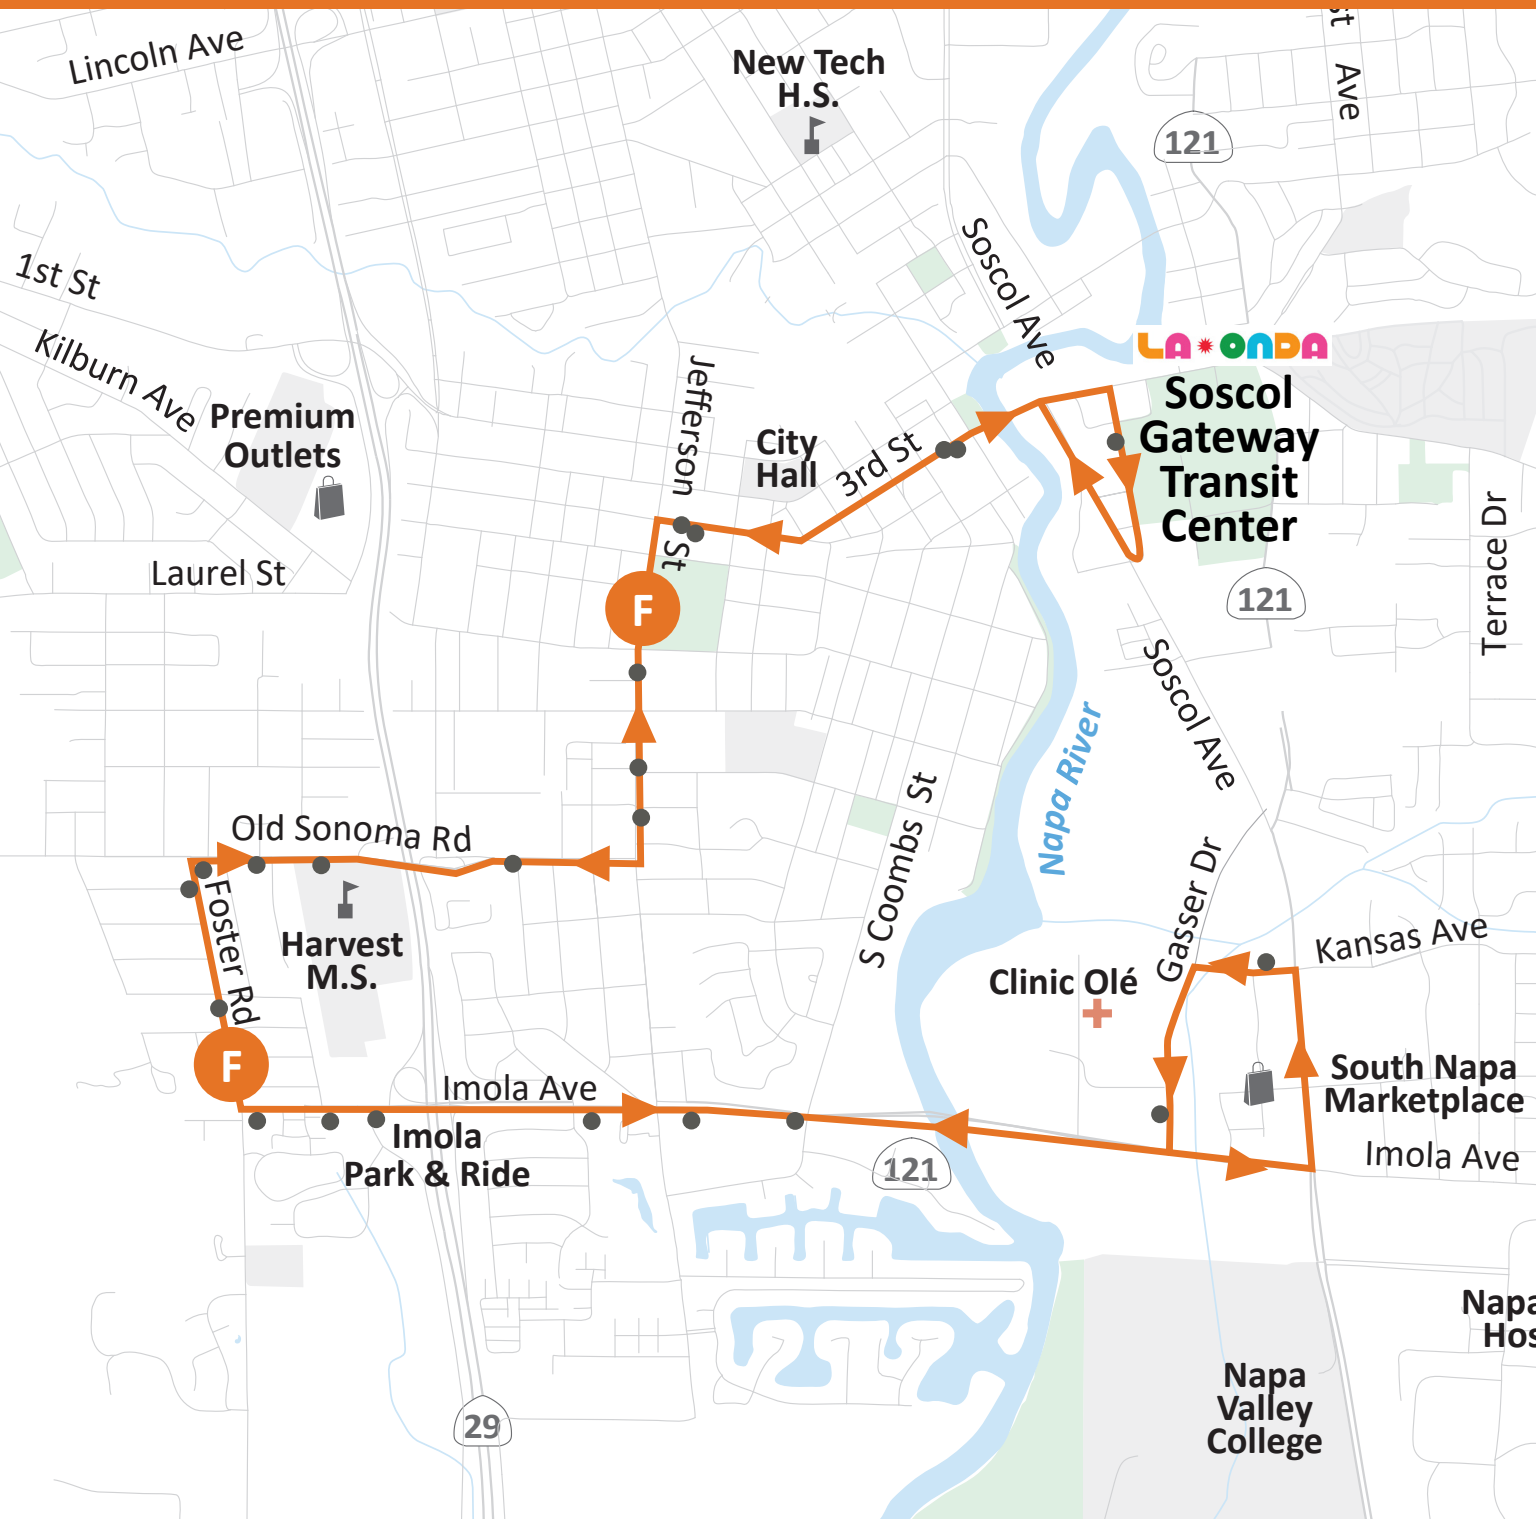 Lincoln Ave
New Tech
H.S.
st Ave
121
1st St
Kilburn Ave
Soscol Ave
LA ONDA
Soscol
Gateway
Transit
Center
Premium
Outlets
Jefferson St
City
Hall
3rd St
Laurel St
F
121
Terrace Dr
Soscol Ave
Napa River
Old Sonoma Rd
S Coombs St
Gasser Dr
Foster Rd
Harvest
M.S.
Kansas Ave
Clinic Olé
F
Imola Ave
South Napa
Marketplace
Imola
Park & Ride
121
Imola Ave
Napa
Hos
29
Napa
Valley
College